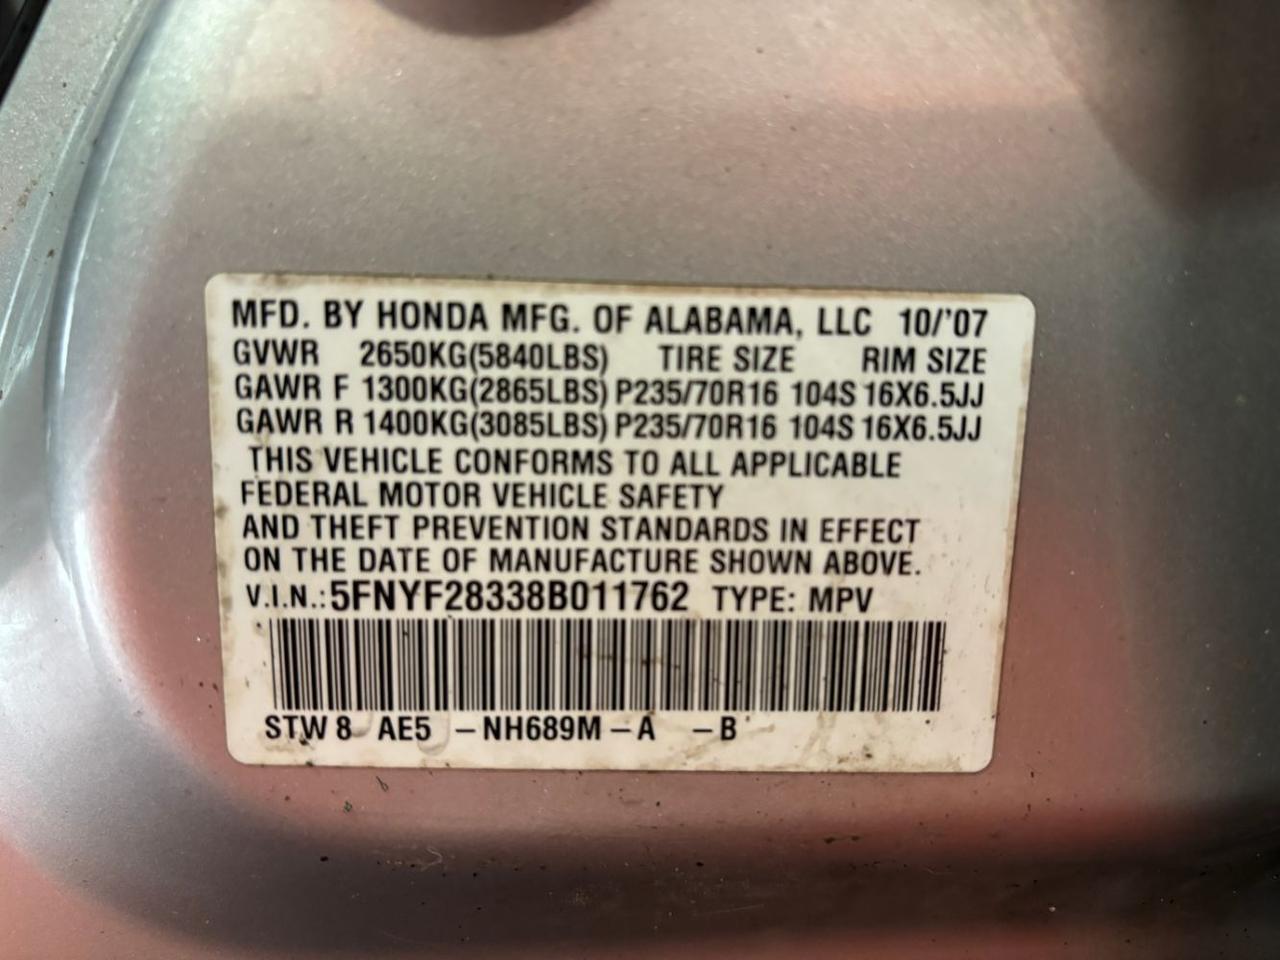 MFD. BY HONDA MFG. OF ALABAMA, LLC 10/'07
GVWR 2650KG(5840LBS) TIRE SIZE RIM SIZE
GAWR F 1300KG(2865LBS) P235/70R16 104S 16X6.5JJ
GAWR R 1400KG(3085LBS) P235/70R16 104S 16X6.5JJ
THIS VEHICLE CONFORMS TO ALL APPLICABLE
FEDERAL MOTOR VEHICLE SAFETY
AND THEFT PREVENTION STANDARDS IN EFFECT
ON THE DATE OF MANUFACTURE SHOWN ABOVE.
V.I.N.: 5FNYF28338B011762 TYPE: MPV
STW 8 AE5 – NH689M – A – B